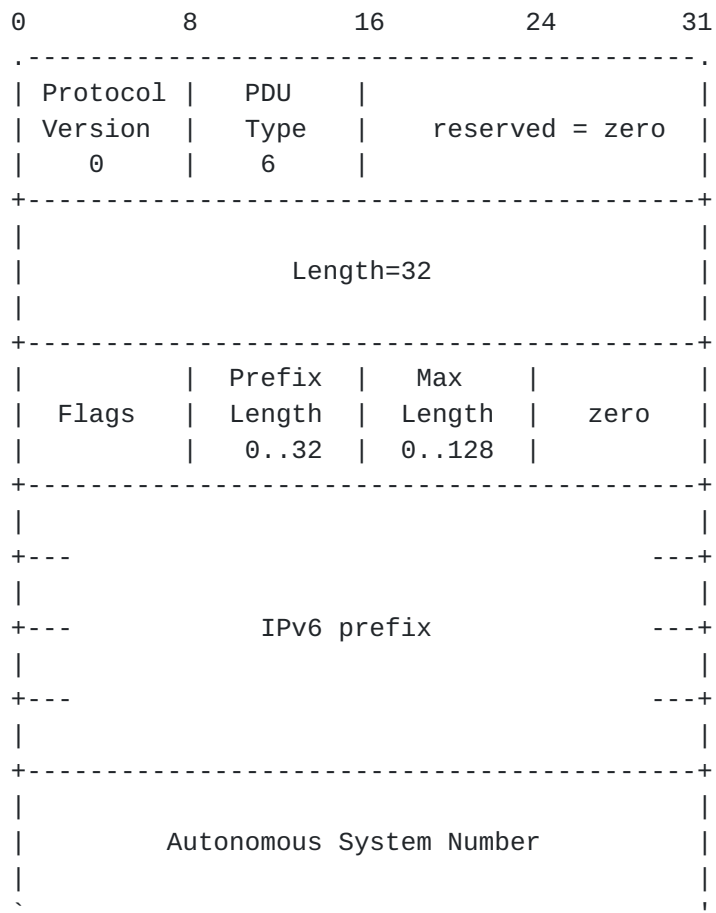 0          8          16         24        31
.-------------------------------------------.
| Protocol |   PDU    |                     |
| Version  |   Type   |    reserved = zero  |
|    0     |    6     |                     |
+-------------------------------------------+
|                                           |
|                 Length=32                 |
|                                           |
+-------------------------------------------+
|          |  Prefix  |   Max    |          |
|  Flags   |  Length  |  Length  |   zero   |
|          |   0..32  |  0..128  |          |
+-------------------------------------------+
|                                           |
+---                                     ---+
|                                           |
+---            IPv6 prefix              ---+
|                                           |
+---                                     ---+
|                                           |
+-------------------------------------------+
|                                           |
|         Autonomous System Number          |
|                                           |
`-------------------------------------------'